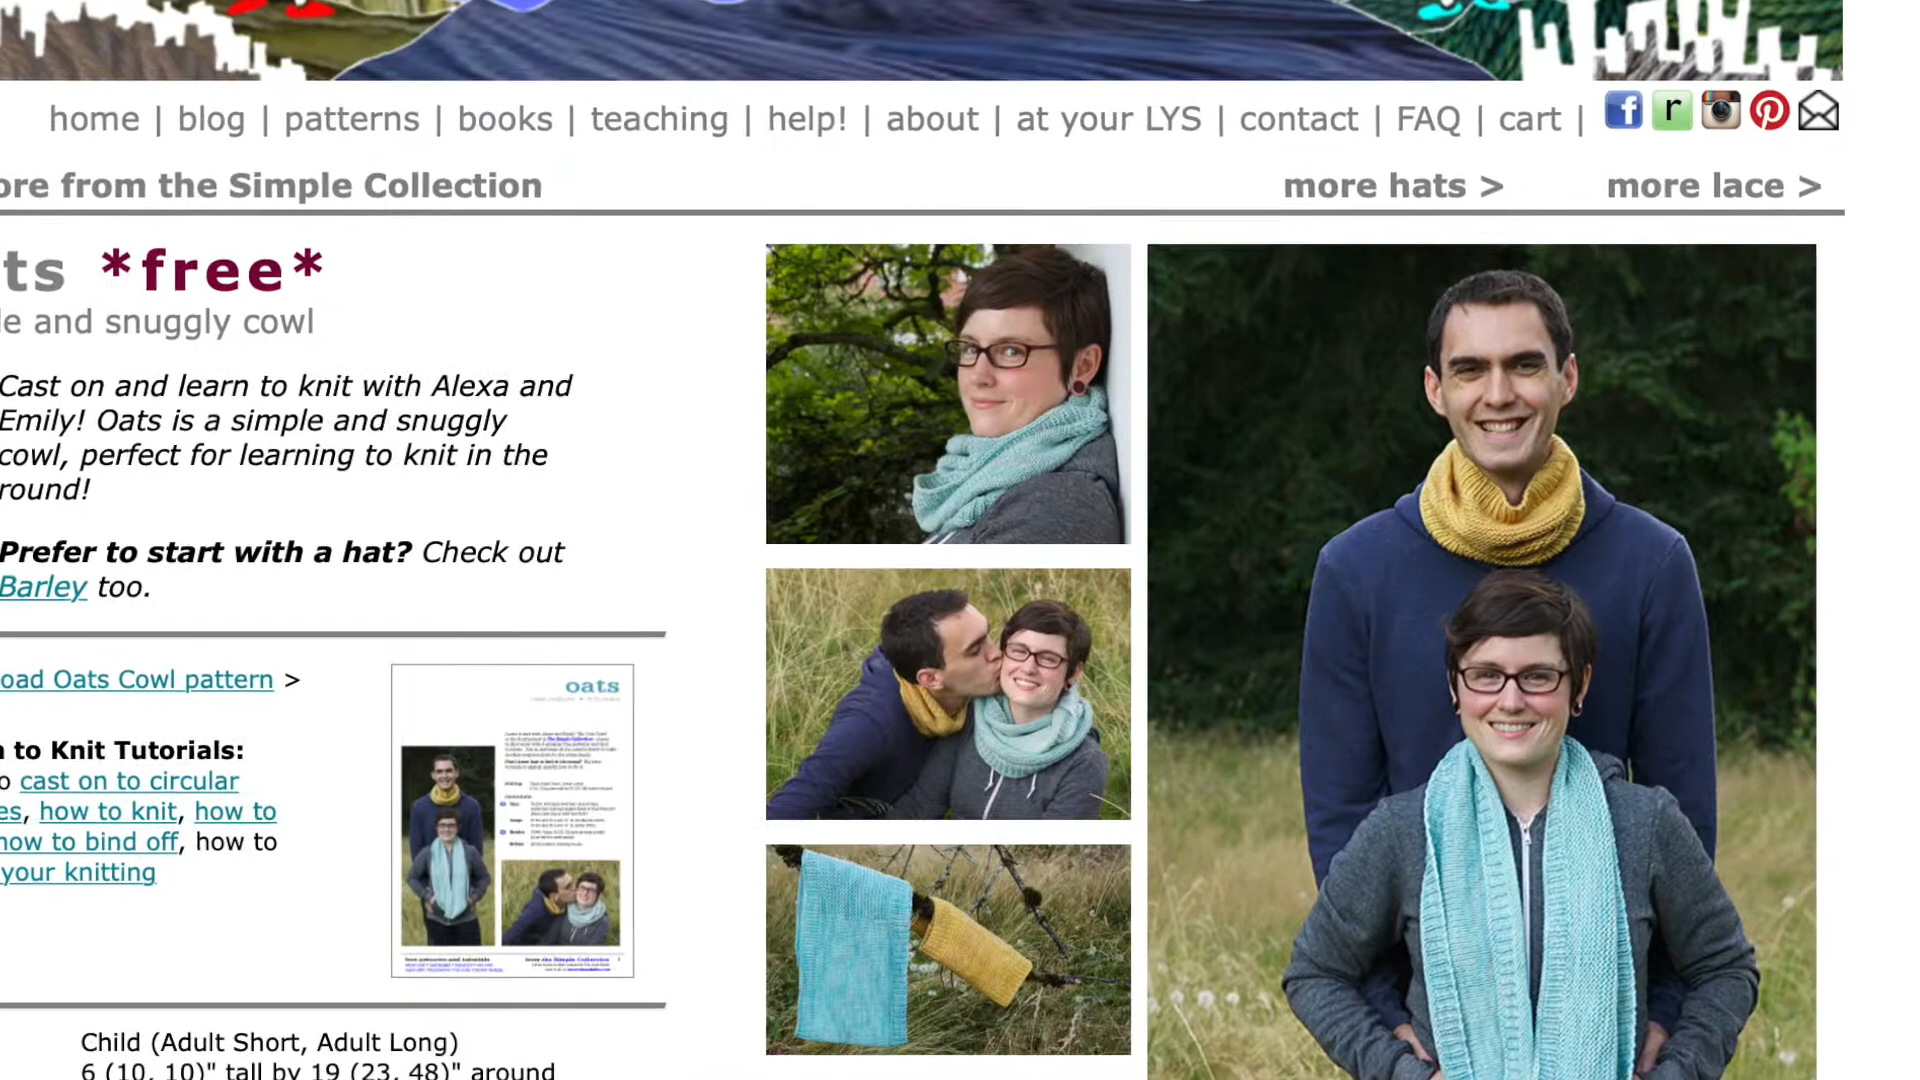 home | blog | patterns | books | teaching | help! | about | at your LYS | contact | FAQ | cart |
ore from the Simple Collection
more hats >
more lace >
ts *free*
le and snuggly cowl
Cast on and learn to knit with Alexa and
Emily! Oats is a simple and snuggly
cowl, perfect for learning to knit in the
round!
Prefer to start with a hat? Check out
Barley too.
oad Oats Cowl pattern >
oats
to Knit Tutorials:
o cast on to circular
es, how to knit, how to
how to bind off, how to
your knitting
Child (Adult Short, Adult Long)
6 (10, 10)" tall by 19 (23, 48)" around